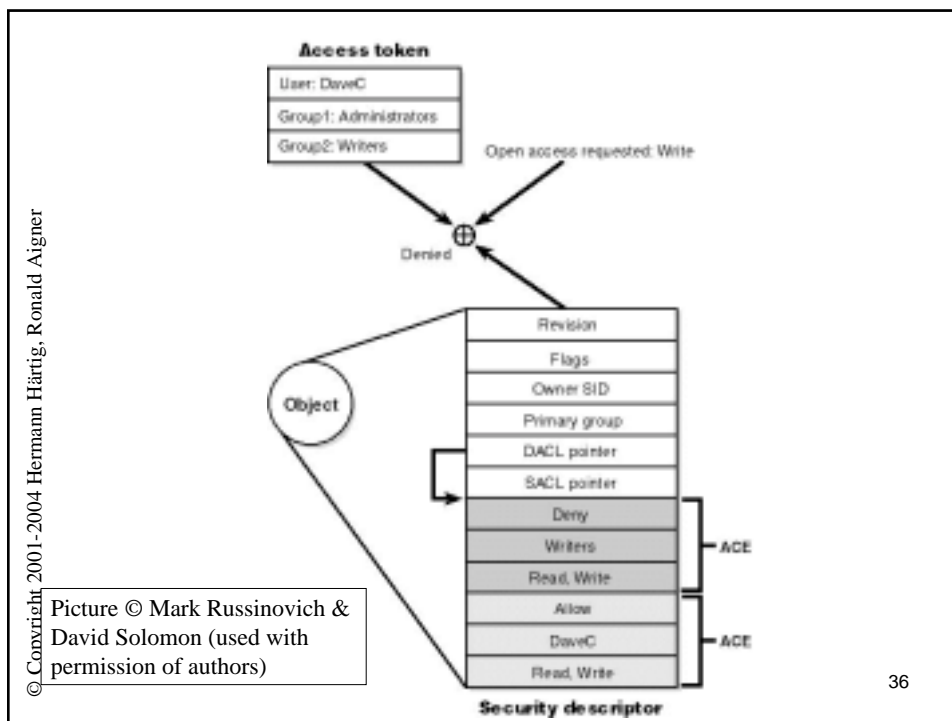 Access token
User: DaveC
Group1: Administrators
Group2: Writers
Open access requested: Write
Denied
Object
Revision
Flags
Owner SID
Primary group
DACL pointer
SACL pointer
Deny
Writers
Read, Write
ACE
Allow
DaveC
Read, Write
ACE
Security descriptor
© Copyright 2001-2004 Hermann Härtig, Ronald Aigner
Picture © Mark Russinovich &
David Solomon (used with
permission of authors)
36